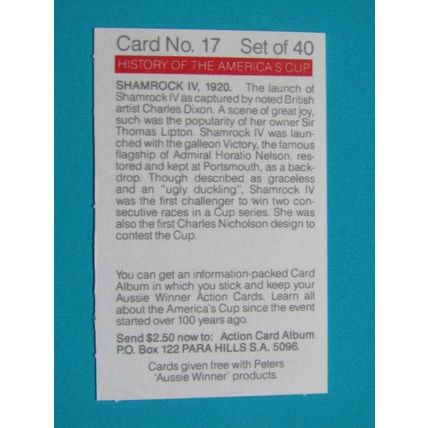 Card No. 17 Set of 40
HISTORY OF THE AMERICA'S CUP
SHAMROCK IV, 1920. The launch of
Shamrock IV as captured by noted British
artist Charles Dixon. A scene of great joy,
such was the popularity of her owner Sir
Thomas Lipton. Shamrock IV was laun-
ched with the galleon Victory, the famous
flagship of Admiral Horatio Nelson, res-
tored and kept at Portsmouth, as a back-
drop. Though described as graceless
and an "ugly duckling", Shamrock IV
was the first challenger to win two con-
secutive races in a Cup series. She was
also the first Charles Nicholson design to
contest the Cup.
You can get an information-packed Card
Album in which you stick and keep your
Aussie Winner Action Cards. Learn all
about the America's Cup since the event
started over 100 years ago.
Send $2.50 now to: Action Card Album
P.O. Box 122 PARA HILLS S.A. 5096.
Cards given free with Peters
'Aussie Winner' products.